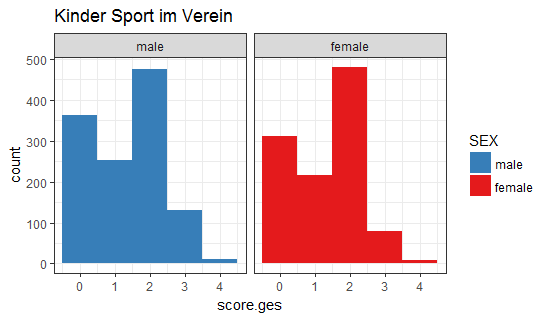 Kinder Sport im Verein
male
female
500
400
300
200
100
0
count
0 1 2 3 4
0 1 2 3 4
score.ges
SEX
male
female